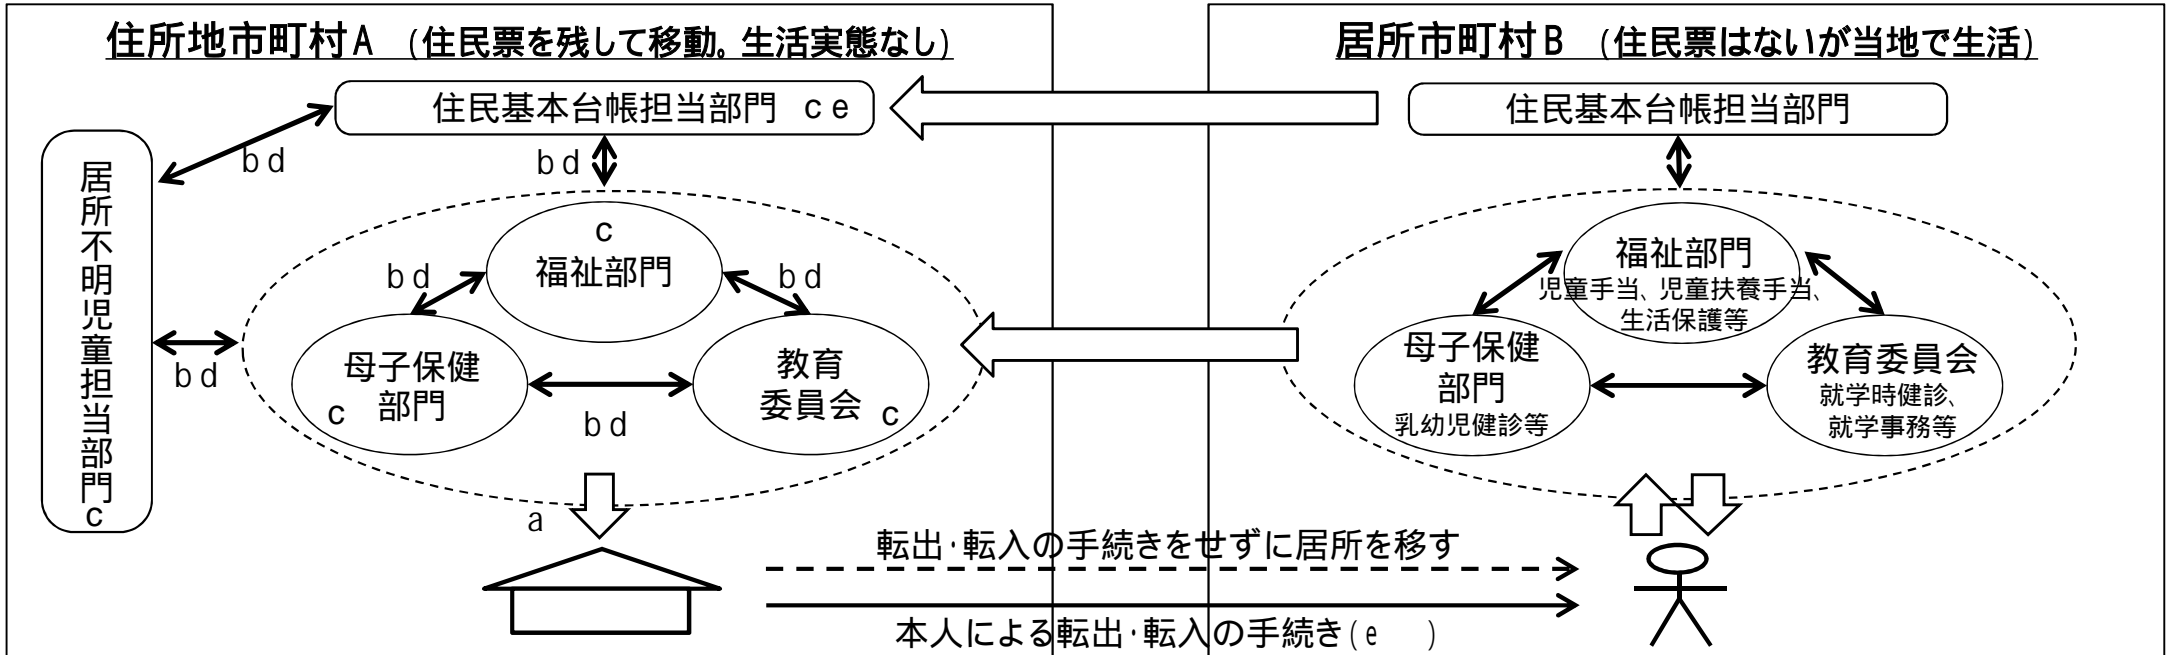 住所地市町村A (住民票を残して移動。生活実態なし)
住民基本台帳担当部門 c e
居所不明児童担当部門c
b d
b d
b d
c
福祉部門
b d
b d
母子保健
部門
c
b d
教育
委員会 c
a
居所市町村B (住民票はないが当地で生活)
住民基本台帳担当部門
福祉部門
児童手当、児童扶養手当、
生活保護等
母子保健
部門
乳幼児健診等
教育委員会
就学時健診、
就学事務等
転出・転入の手続きをせずに居所を移す
本人による転出・転入の手続き(e )